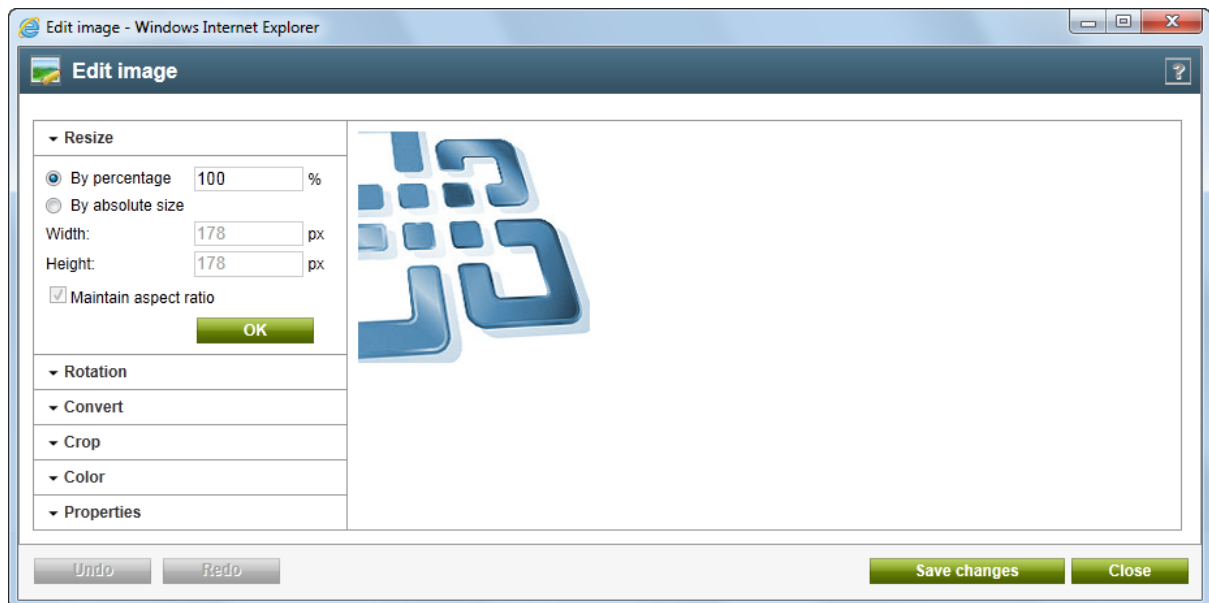 Edit image - Windows Internet Explorer
Edit image
?
Resize
By percentage 100 %
By absolute size
Width: 178 px
Height: 178 px
Maintain aspect ratio
OK
Rotation
Convert
Crop
Color
Properties
Undo Redo Save changes Close